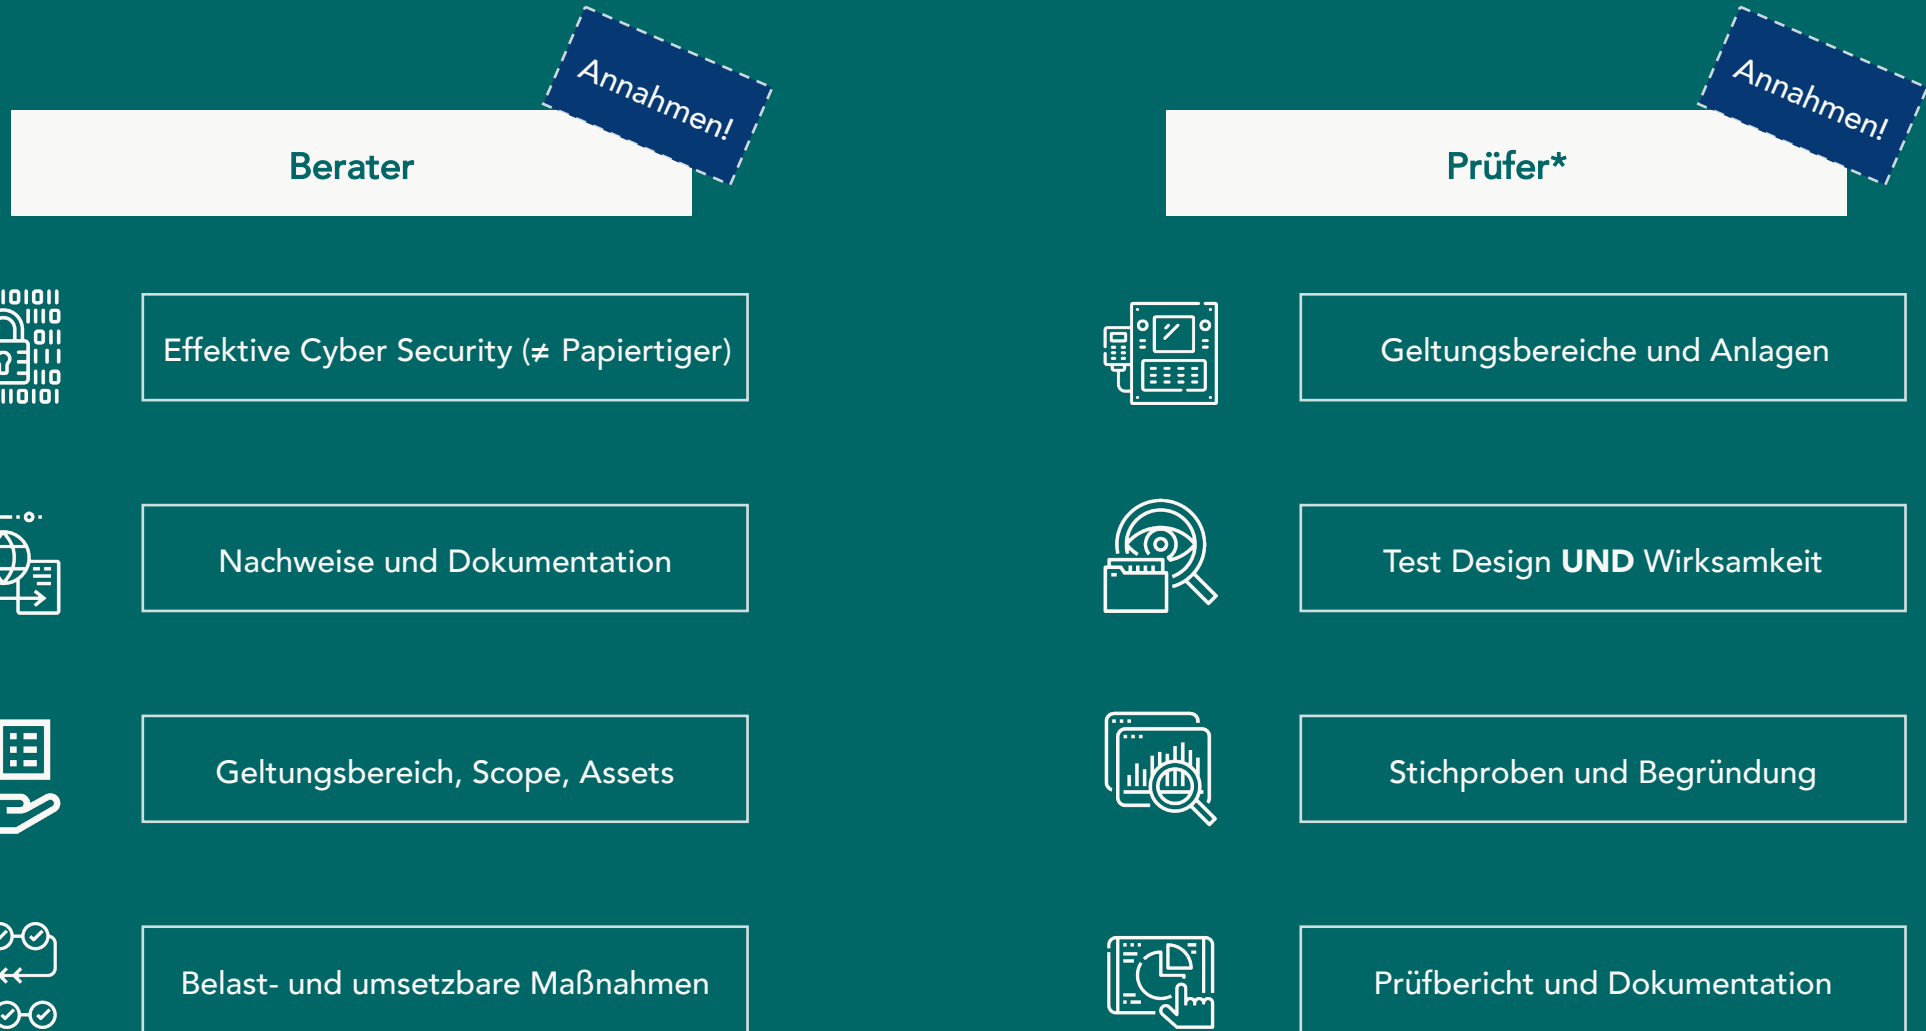 Annahmen!
Berater
Effektive Cyber Security (≠ Papiertiger)
Nachweise und Dokumentation
Geltungsbereich, Scope, Assets
Belast- und umsetzbare Maßnahmen
Annahmen!
Prüfer*
Geltungsbereiche und Anlagen
Test Design UND Wirksamkeit
Stichproben und Begründung
Prüfbericht und Dokumentation